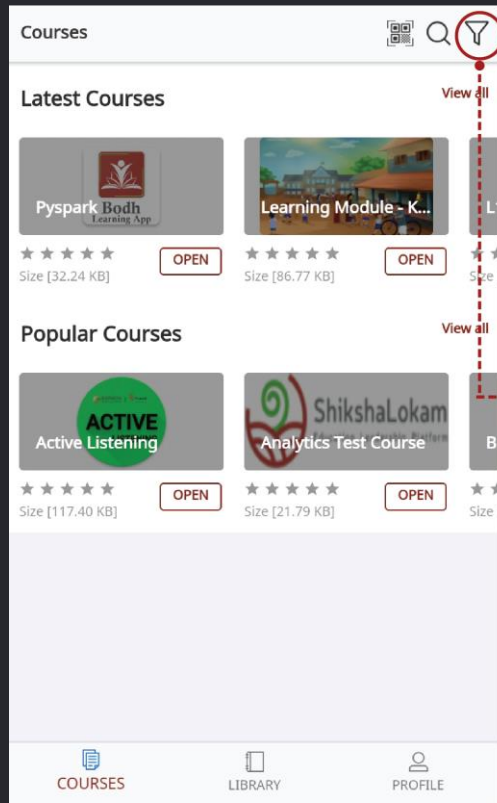 Courses
Latest Courses
View all
Pyspark Bodh
Learning App
Learning Module - K...
OPEN
OPEN
Size [32.24 KB]
Size [86.77 KB]
Size
Popular Courses
View all
ACTIVE
Active Listening
ShikshaLokam
Analytics Test Course
B
OPEN
OPEN
Size [117.40 KB]
Size [21.79 KB]
Size
COURSES
LIBRARY
PROFILE